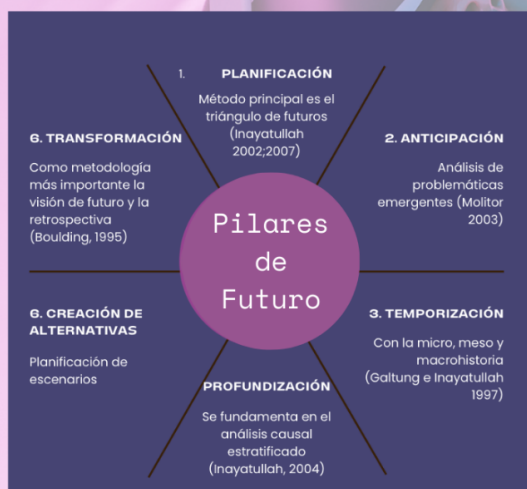 1. PLANIFICACIÓN
Método principal es el
triángulo de futuros
(Inayatullah
2002;2007)
2. ANTICIPACIÓN
Análisis de
problemáticas
emergentes (Molitor
2003)
3. TEMPORIZACIÓN
Con la micro, meso y
macrohistoria
(Galtung e Inayatullah
1997)
PROFUNDIZACIÓN
Se fundamenta en el
análisis causal
estratificado
(Inayatullah, 2004)
6. CREACIÓN DE
ALTERNATIVAS
Planificación de
escenarios
6. TRANSFORMACIÓN
Como metodología
más importante la
visión de futuro y la
retrospectiva
(Boulding, 1995)
Pilares
de
Futuro